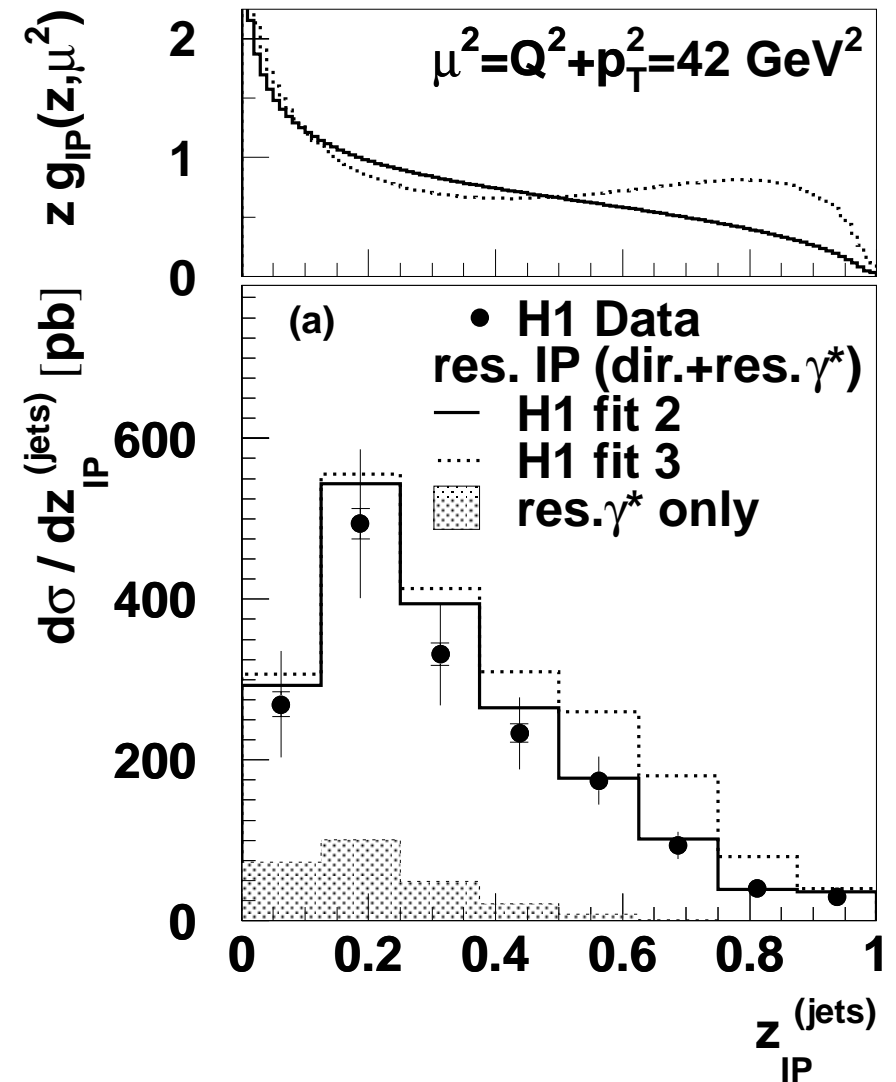 z g_IP(z,μ²)
2
1
0
μ²=Q²+p_T²=42 GeV²
dσ / dz_IP^(jets) [pb]
600
400
200
0
(a)
H1 Data
res. IP (dir.+res.γ*)
H1 fit 2
H1 fit 3
res.γ* only
0 0.2 0.4 0.6 0.8 1
z_IP^(jets)